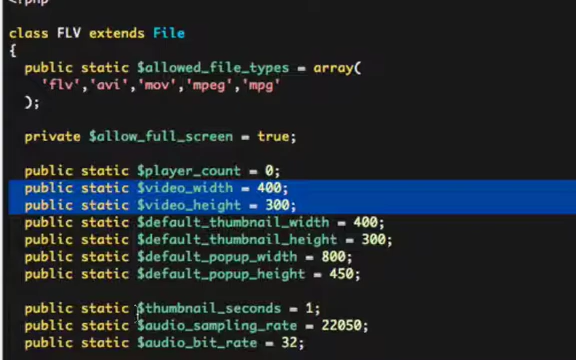 <?php
class FLV extends File
{
public static $allowed_file_types = array(
'flv','avi','mov','mpeg','mpg'
);
private $allow_full_screen = true;
public static $player_count = 0;
public static $video_width = 400;
public static $video_height = 300;
public static $default_thumbnail_width = 400;
public static $default_thumbnail_height = 300;
public static $default_popup_width = 800;
public static $default_popup_height = 450;
public static $thumbnail_seconds = 1;
public static $audio_sampling_rate = 22050;
public static $audio_bit_rate = 32;